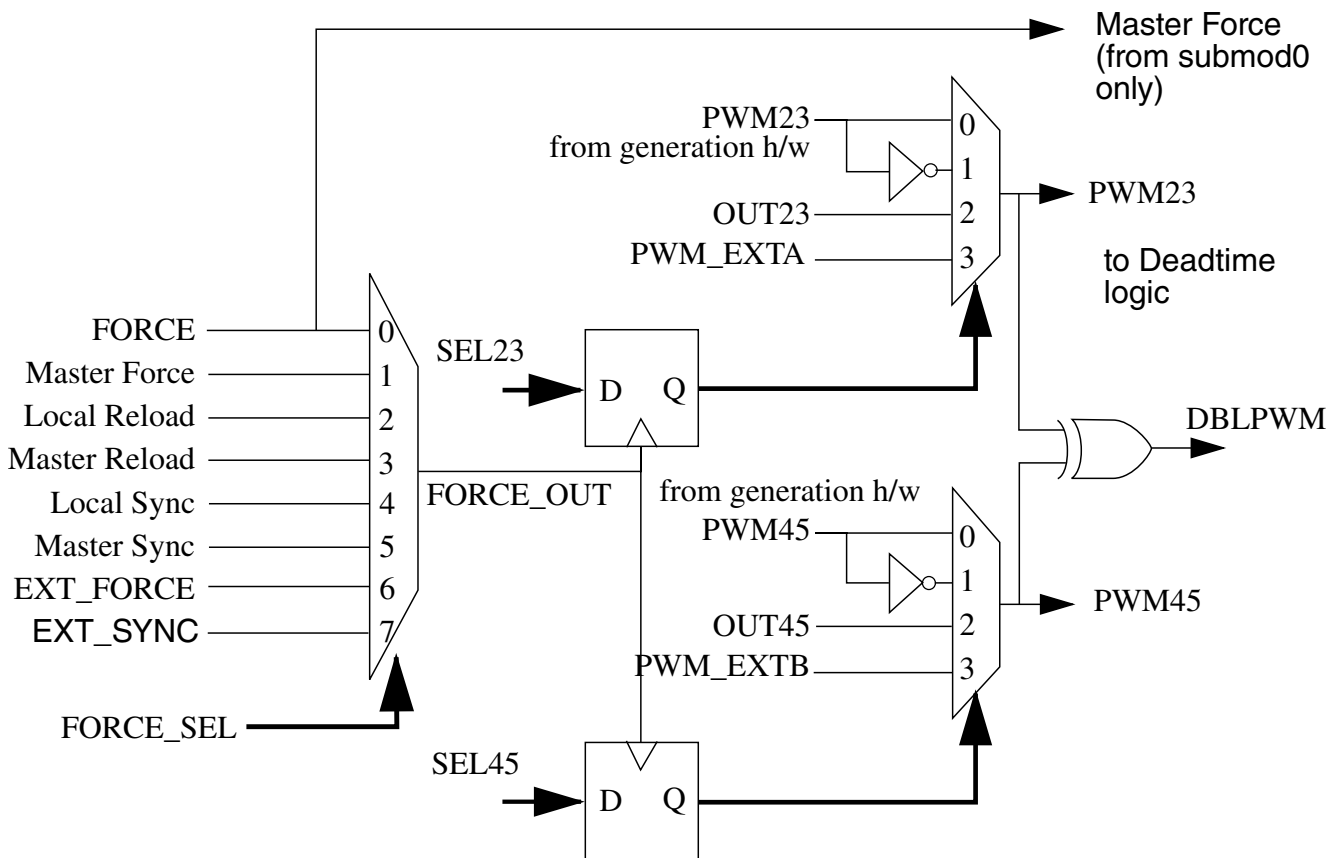 Master Force
(from submod0
only)
PWM23
from generation h/w
0
1
OUT23
2
PWM_EXTA
3
PWM23
to Deadtime
logic
FORCE
0
Master Force
1
Local Reload
2
Master Reload
3
Local Sync
4
Master Sync
5
EXT_FORCE
6
EXT_SYNC
7
FORCE_SEL
FORCE_OUT
SEL23
D Q
DBLPWM
from generation h/w
PWM45
0
1
OUT45
2
PWM_EXTB
3
PWM45
SEL45
D Q